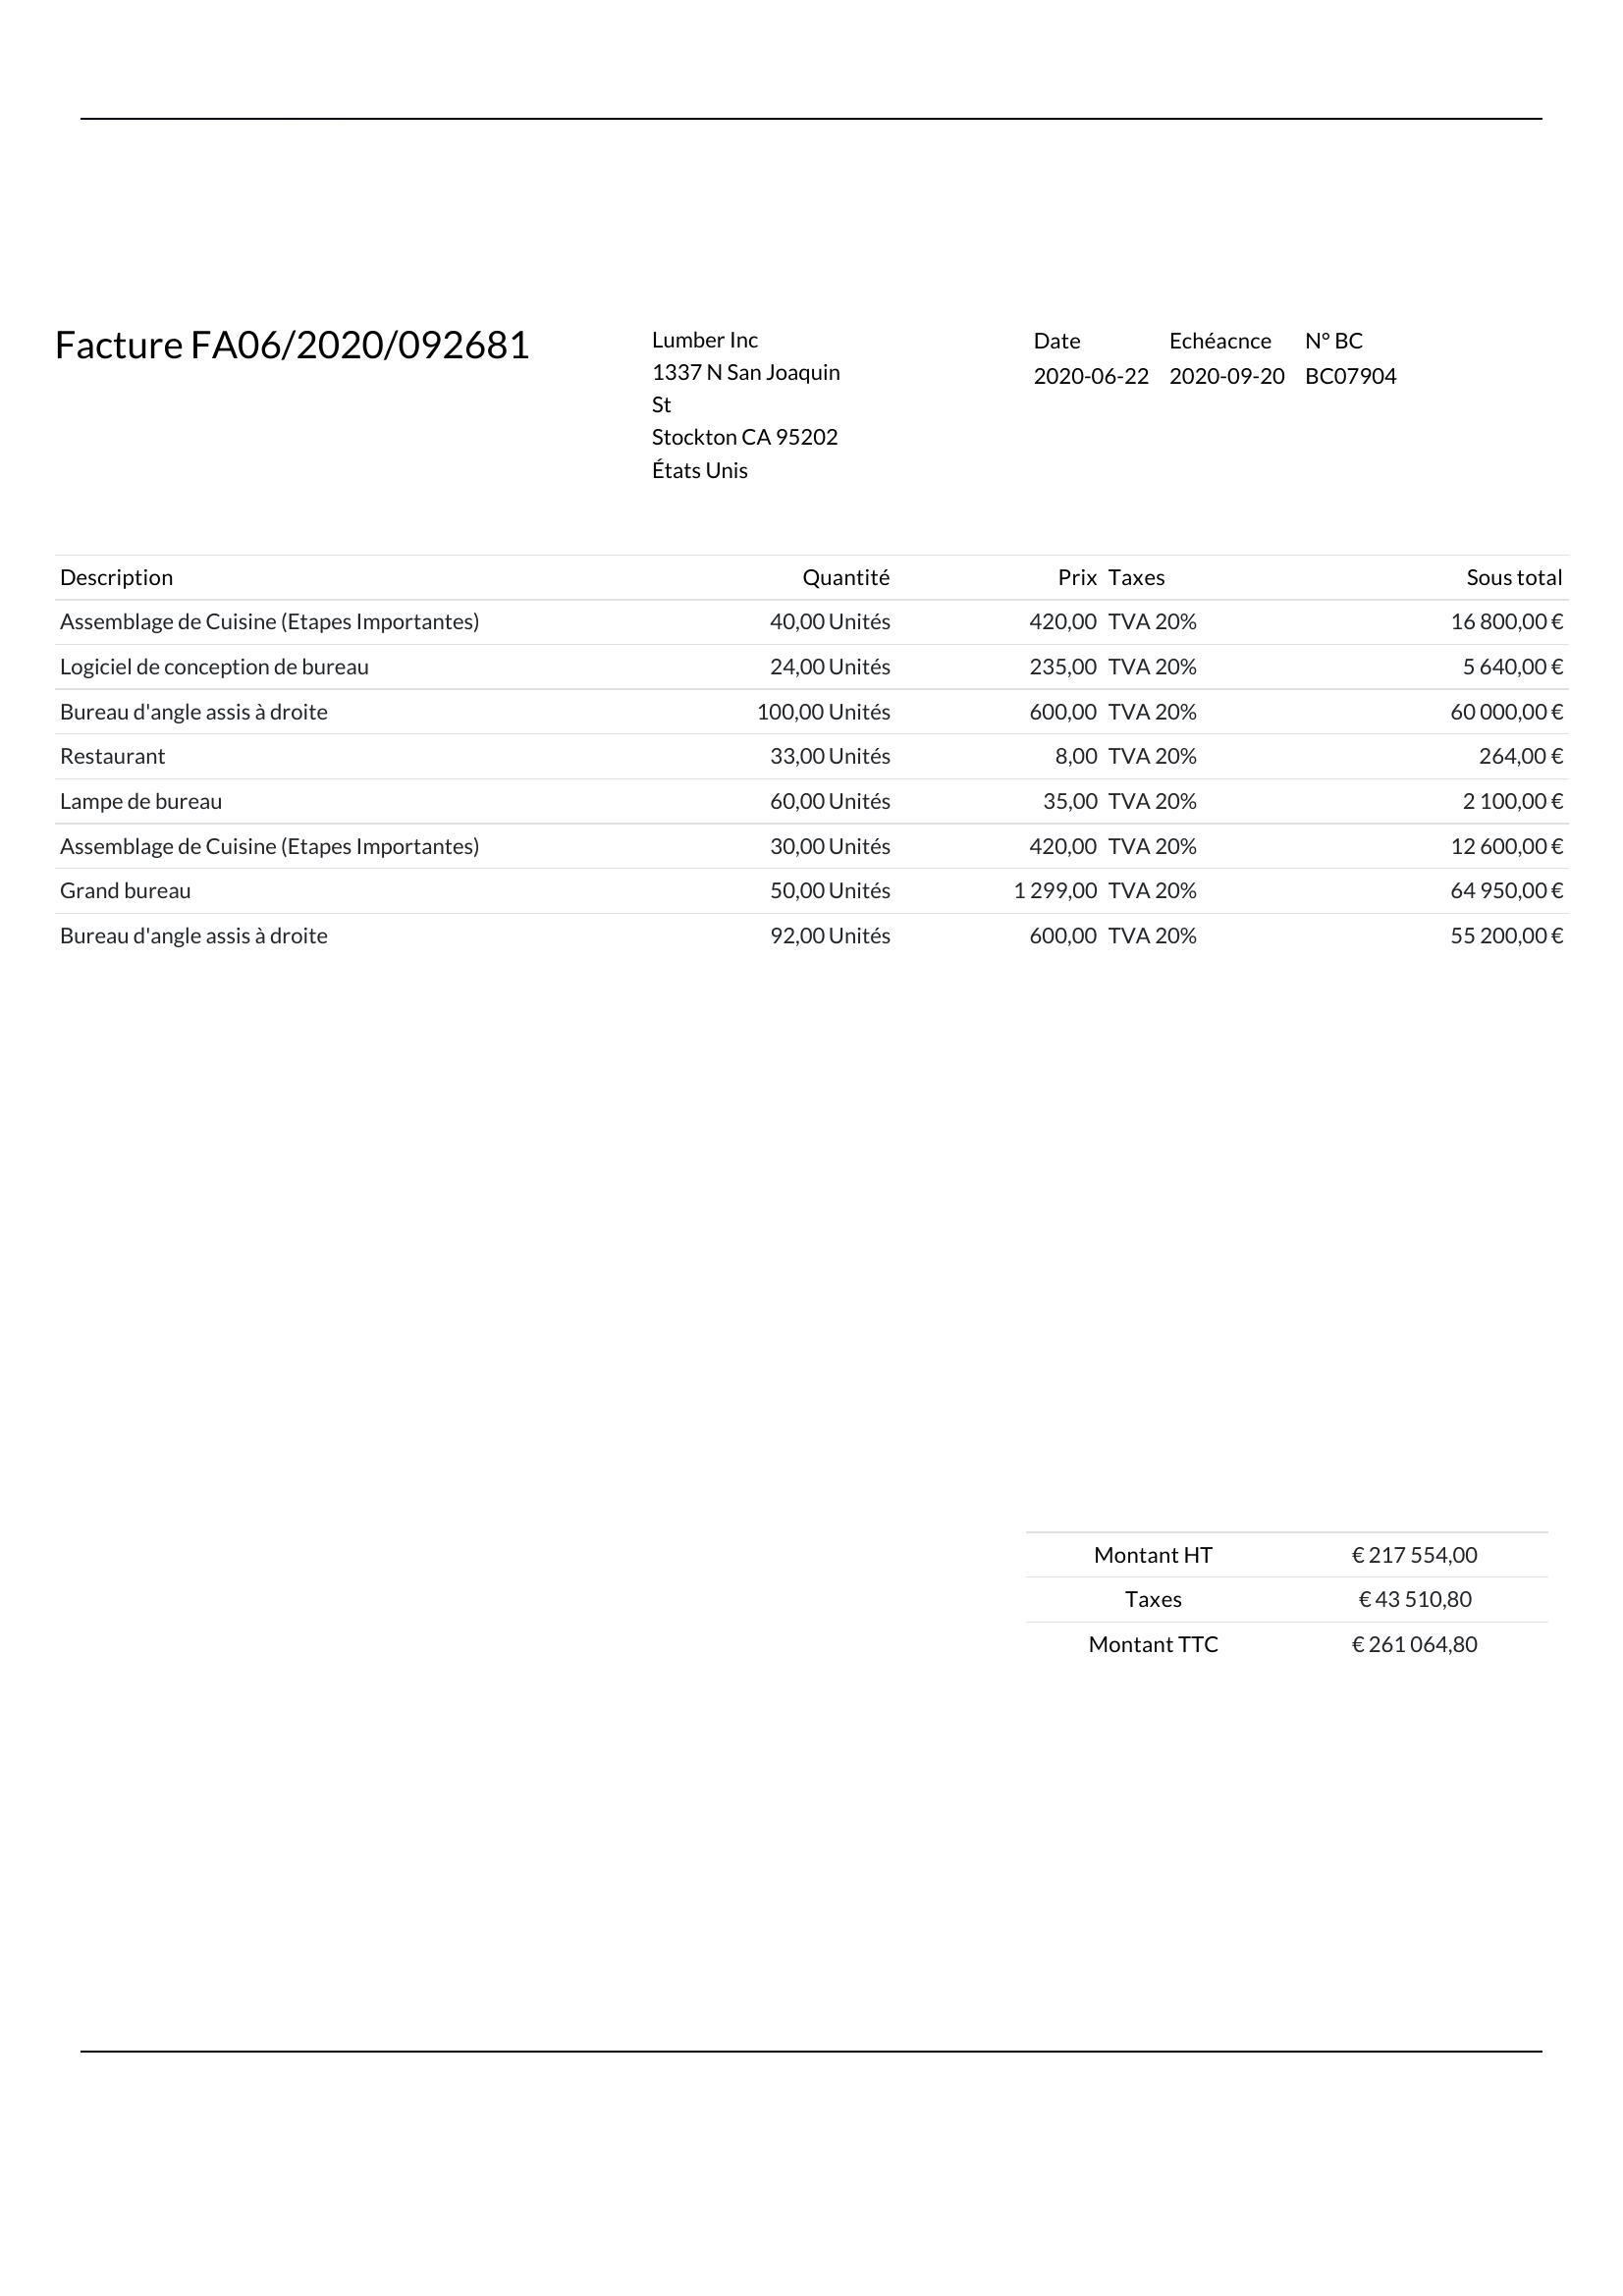 Facture FA06/2020/092681
Lumber Inc
1337 N San Joaquin
St
Stockton CA 95202
États Unis
Date Echéacnce N° BC
2020-06-22 2020-09-20 BC07904
Description Quantité Prix Taxes Sous total
Assemblage de Cuisine (Etapes Importantes) 40,00 Unités 420,00 TVA 20% 16 800,00 €
Logiciel de conception de bureau 24,00 Unités 235,00 TVA 20% 5 640,00 €
Bureau d'angle assis à droite 100,00 Unités 600,00 TVA 20% 60 000,00 €
Restaurant 33,00 Unités 8,00 TVA 20% 264,00 €
Lampe de bureau 60,00 Unités 35,00 TVA 20% 2 100,00 €
Assemblage de Cuisine (Etapes Importantes) 30,00 Unités 420,00 TVA 20% 12 600,00 €
Grand bureau 50,00 Unités 1 299,00 TVA 20% 64 950,00 €
Bureau d'angle assis à droite 92,00 Unités 600,00 TVA 20% 55 200,00 €
Montant HT € 217 554,00
Taxes € 43 510,80
Montant TTC € 261 064,80